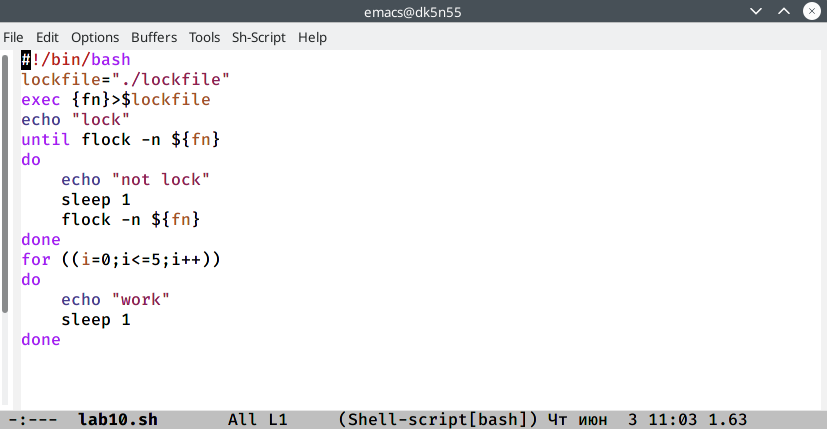 emacs@dk5n55
File Edit Options Buffers Tools Sh-Script Help
#!/bin/bash
lockfile="./lockfile"
exec {fn}>$lockfile
echo "lock"
until flock -n ${fn}
do
    echo "not lock"
    sleep 1
    flock -n ${fn}
done
for ((i=0;i<=5;i++))
do
    echo "work"
    sleep 1
done
-:--- lab10.sh All L1 (Shell-script[bash]) Чт июн 3 11:03 1.63